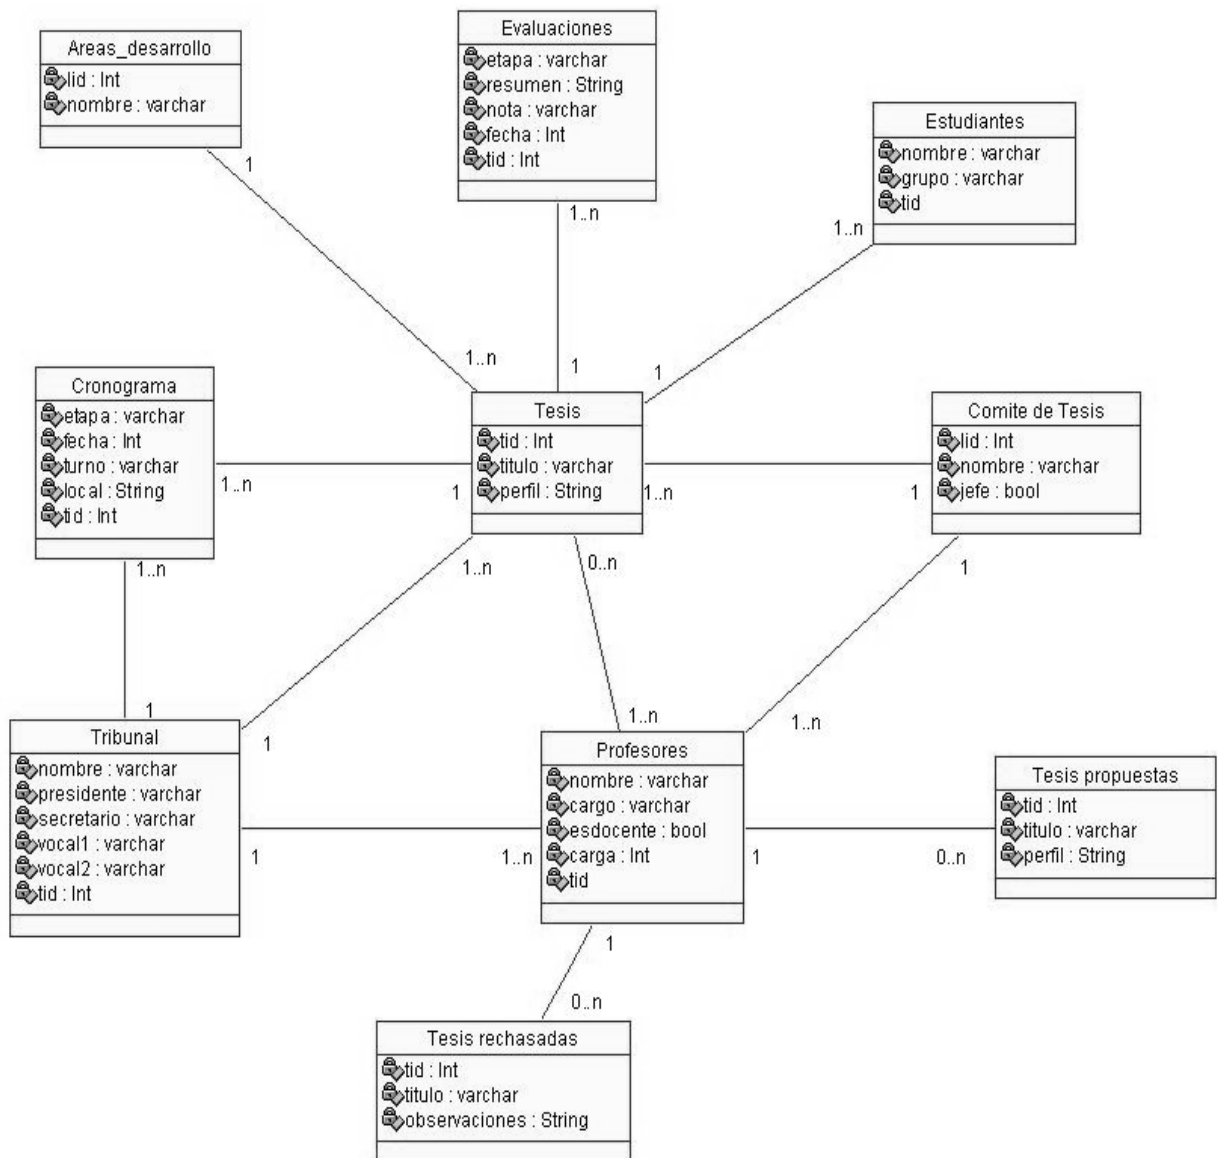 Areas_desarrollo
lid : Int
nombre : varchar
1
Evaluaciones
etapa : varchar
resumen : String
nota : varchar
fecha : Int
tid : Int
1..n
Estudiantes
nombre : varchar
grupo : varchar
tid
1..n
1..n
1
1
Cronograma
etapa : varchar
fecha : Int
turno : varchar
local : String
tid : Int
1..n
1..n
Tesis
tid : Int
titulo : varchar
perfil : String
1
1..n
1..n
0..n
Comite de Tesis
lid : Int
nombre : varchar
jefe : bool
1
1
1
Tribunal
nombre : varchar
presidente : varchar
secretario : varchar
vocal1 : varchar
vocal2 : varchar
tid : Int
1
1
1..n
1..n
1..n
Profesores
nombre : varchar
cargo : varchar
esdocente : bool
carga : Int
tid
1
0..n
Tesis propuestas
tid : Int
titulo : varchar
perfil : String
1
0..n
Tesis rechasadas
tid : Int
titulo : varchar
observaciones : String